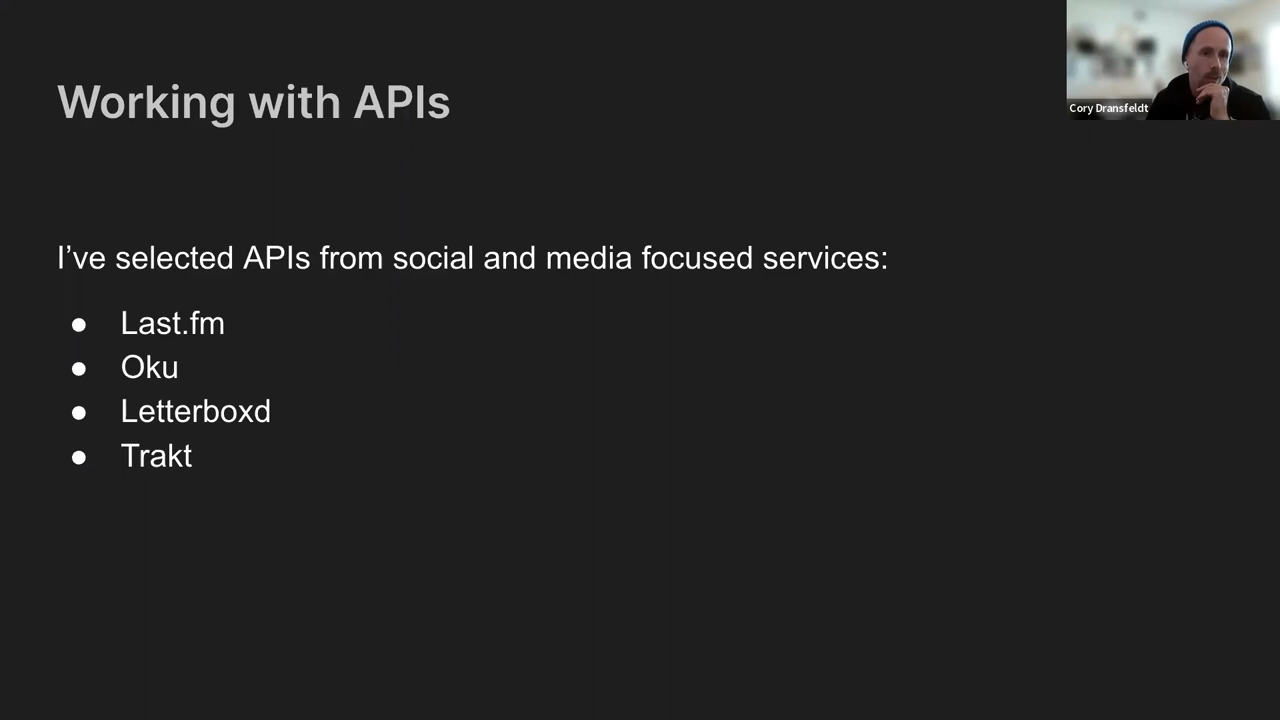 Working with APIs
Cory Dransfeldt
I’ve selected APIs from social and media focused services:
● Last.fm
● Oku
● Letterboxd
● Trakt